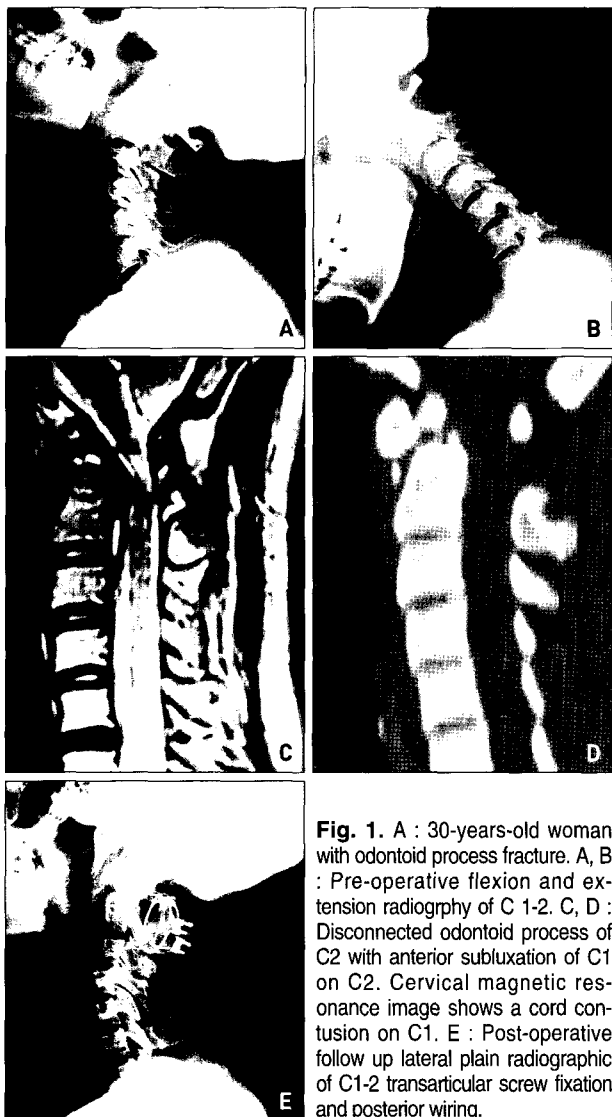 A
B
C
D
E
Fig. 1. A : 30-years-old woman
with odontoid process fracture. A, B
: Pre-operative flexion and ex-
tension radiogrphy of C 1-2. C, D :
Disconnected odontoid process of
C2 with anterior subluxation of C1
on C2. Cervical magnetic res-
onance image shows a cord con-
tusion on C1. E : Post-operative
follow up lateral plain radiographic
of C1-2 transarticular screw fixation
and posterior wiring.